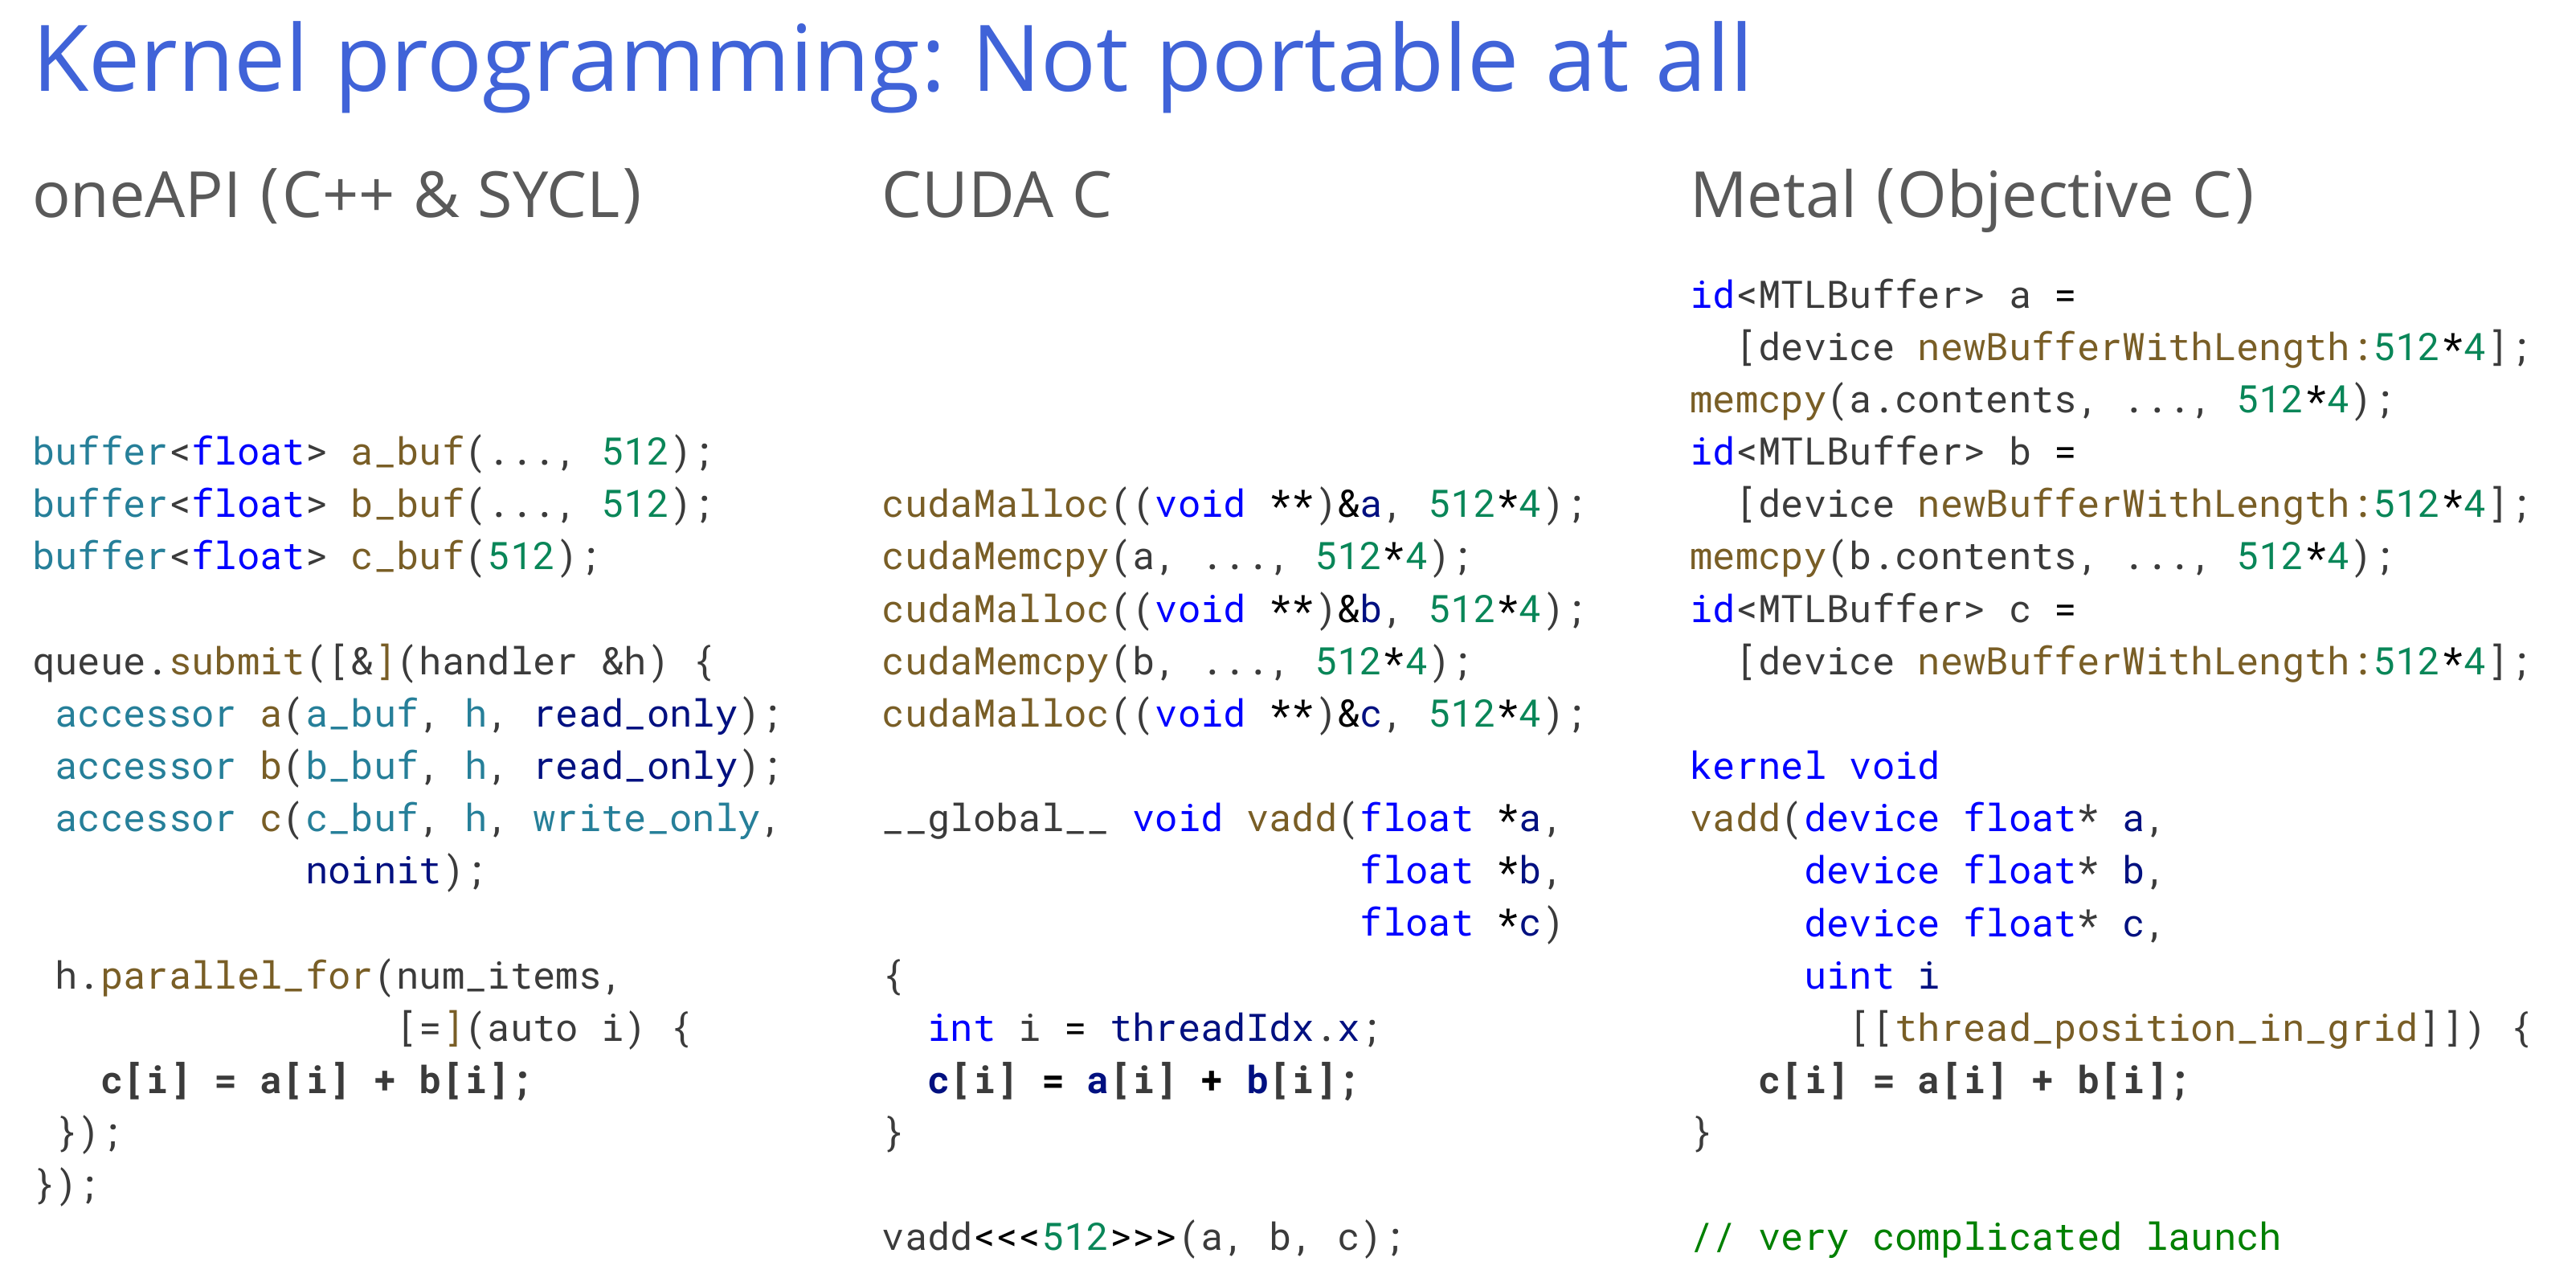 Kernel programming: Not portable at all
oneAPI (C++ & SYCL)
buffer<float> a_buf(..., 512);
buffer<float> b_buf(..., 512);
buffer<float> c_buf(512);
queue.submit([&](handler &h) {
 accessor a(a_buf, h, read_only);
 accessor b(b_buf, h, read_only);
 accessor c(c_buf, h, write_only,
            noinit);
 h.parallel_for(num_items,
                [=](auto i) {
   c[i] = a[i] + b[i];
 });
});
CUDA C
cudaMalloc((void **)&a, 512*4);
cudaMemcpy(a, ..., 512*4);
cudaMalloc((void **)&b, 512*4);
cudaMemcpy(b, ..., 512*4);
cudaMalloc((void **)&c, 512*4);
__global__ void vadd(float *a,
                     float *b,
                     float *c)
{
  int i = threadIdx.x;
  c[i] = a[i] + b[i];
}
vadd<<<512>>>(a, b, c);
Metal (Objective C)
id<MTLBuffer> a =
  [device newBufferWithLength:512*4];
memcpy(a.contents, ..., 512*4);
id<MTLBuffer> b =
  [device newBufferWithLength:512*4];
memcpy(b.contents, ..., 512*4);
id<MTLBuffer> c =
  [device newBufferWithLength:512*4];
kernel void
vadd(device float* a,
     device float* b,
     device float* c,
     uint i
       [[thread_position_in_grid]]) {
   c[i] = a[i] + b[i];
}
// very complicated launch